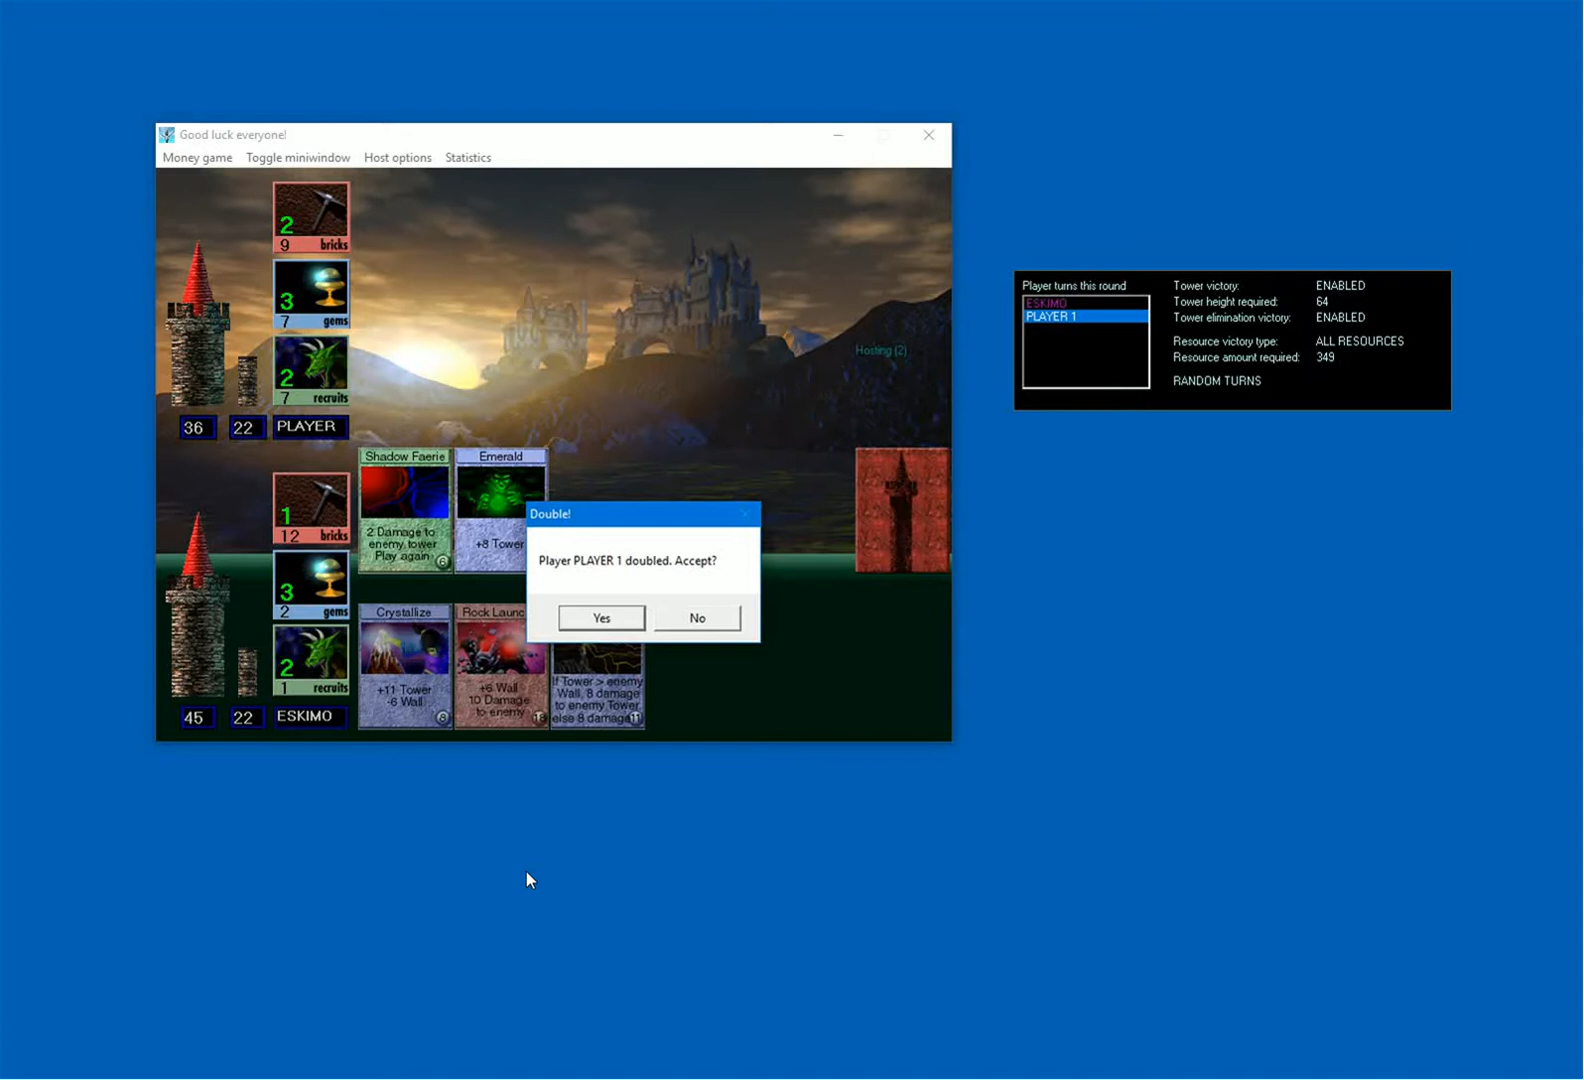 Good luck everyone!
Money game Toggle miniwindow Host options Statistics
2
9 bricks
3
7 gems
2
7 recruits
36 22 PLAYER
Hosting (2)
Player turns this round
ESKIMO
PLAYER 1
Tower victory: ENABLED
Tower height required: 64
Tower elimination victory: ENABLED
Resource victory type: ALL RESOURCES
Resource amount required: 349
RANDOM TURNS
1
12 bricks
3
2 gems
2
1 recruits
45 22 ESKIMO
Shadow Faerie
2 Damage to
enemy tower
Play again
6
Emerald
+8 Tower
Double!
Player PLAYER 1 doubled. Accept?
Yes No
Crystallize
+11 Tower
-6 Wall
8
Rock Launc
+6 Wall
10 Damage
to enemy
18
If Tower > enemy
Wall, 8 damage
to enemy Tower
else 8 damage
11